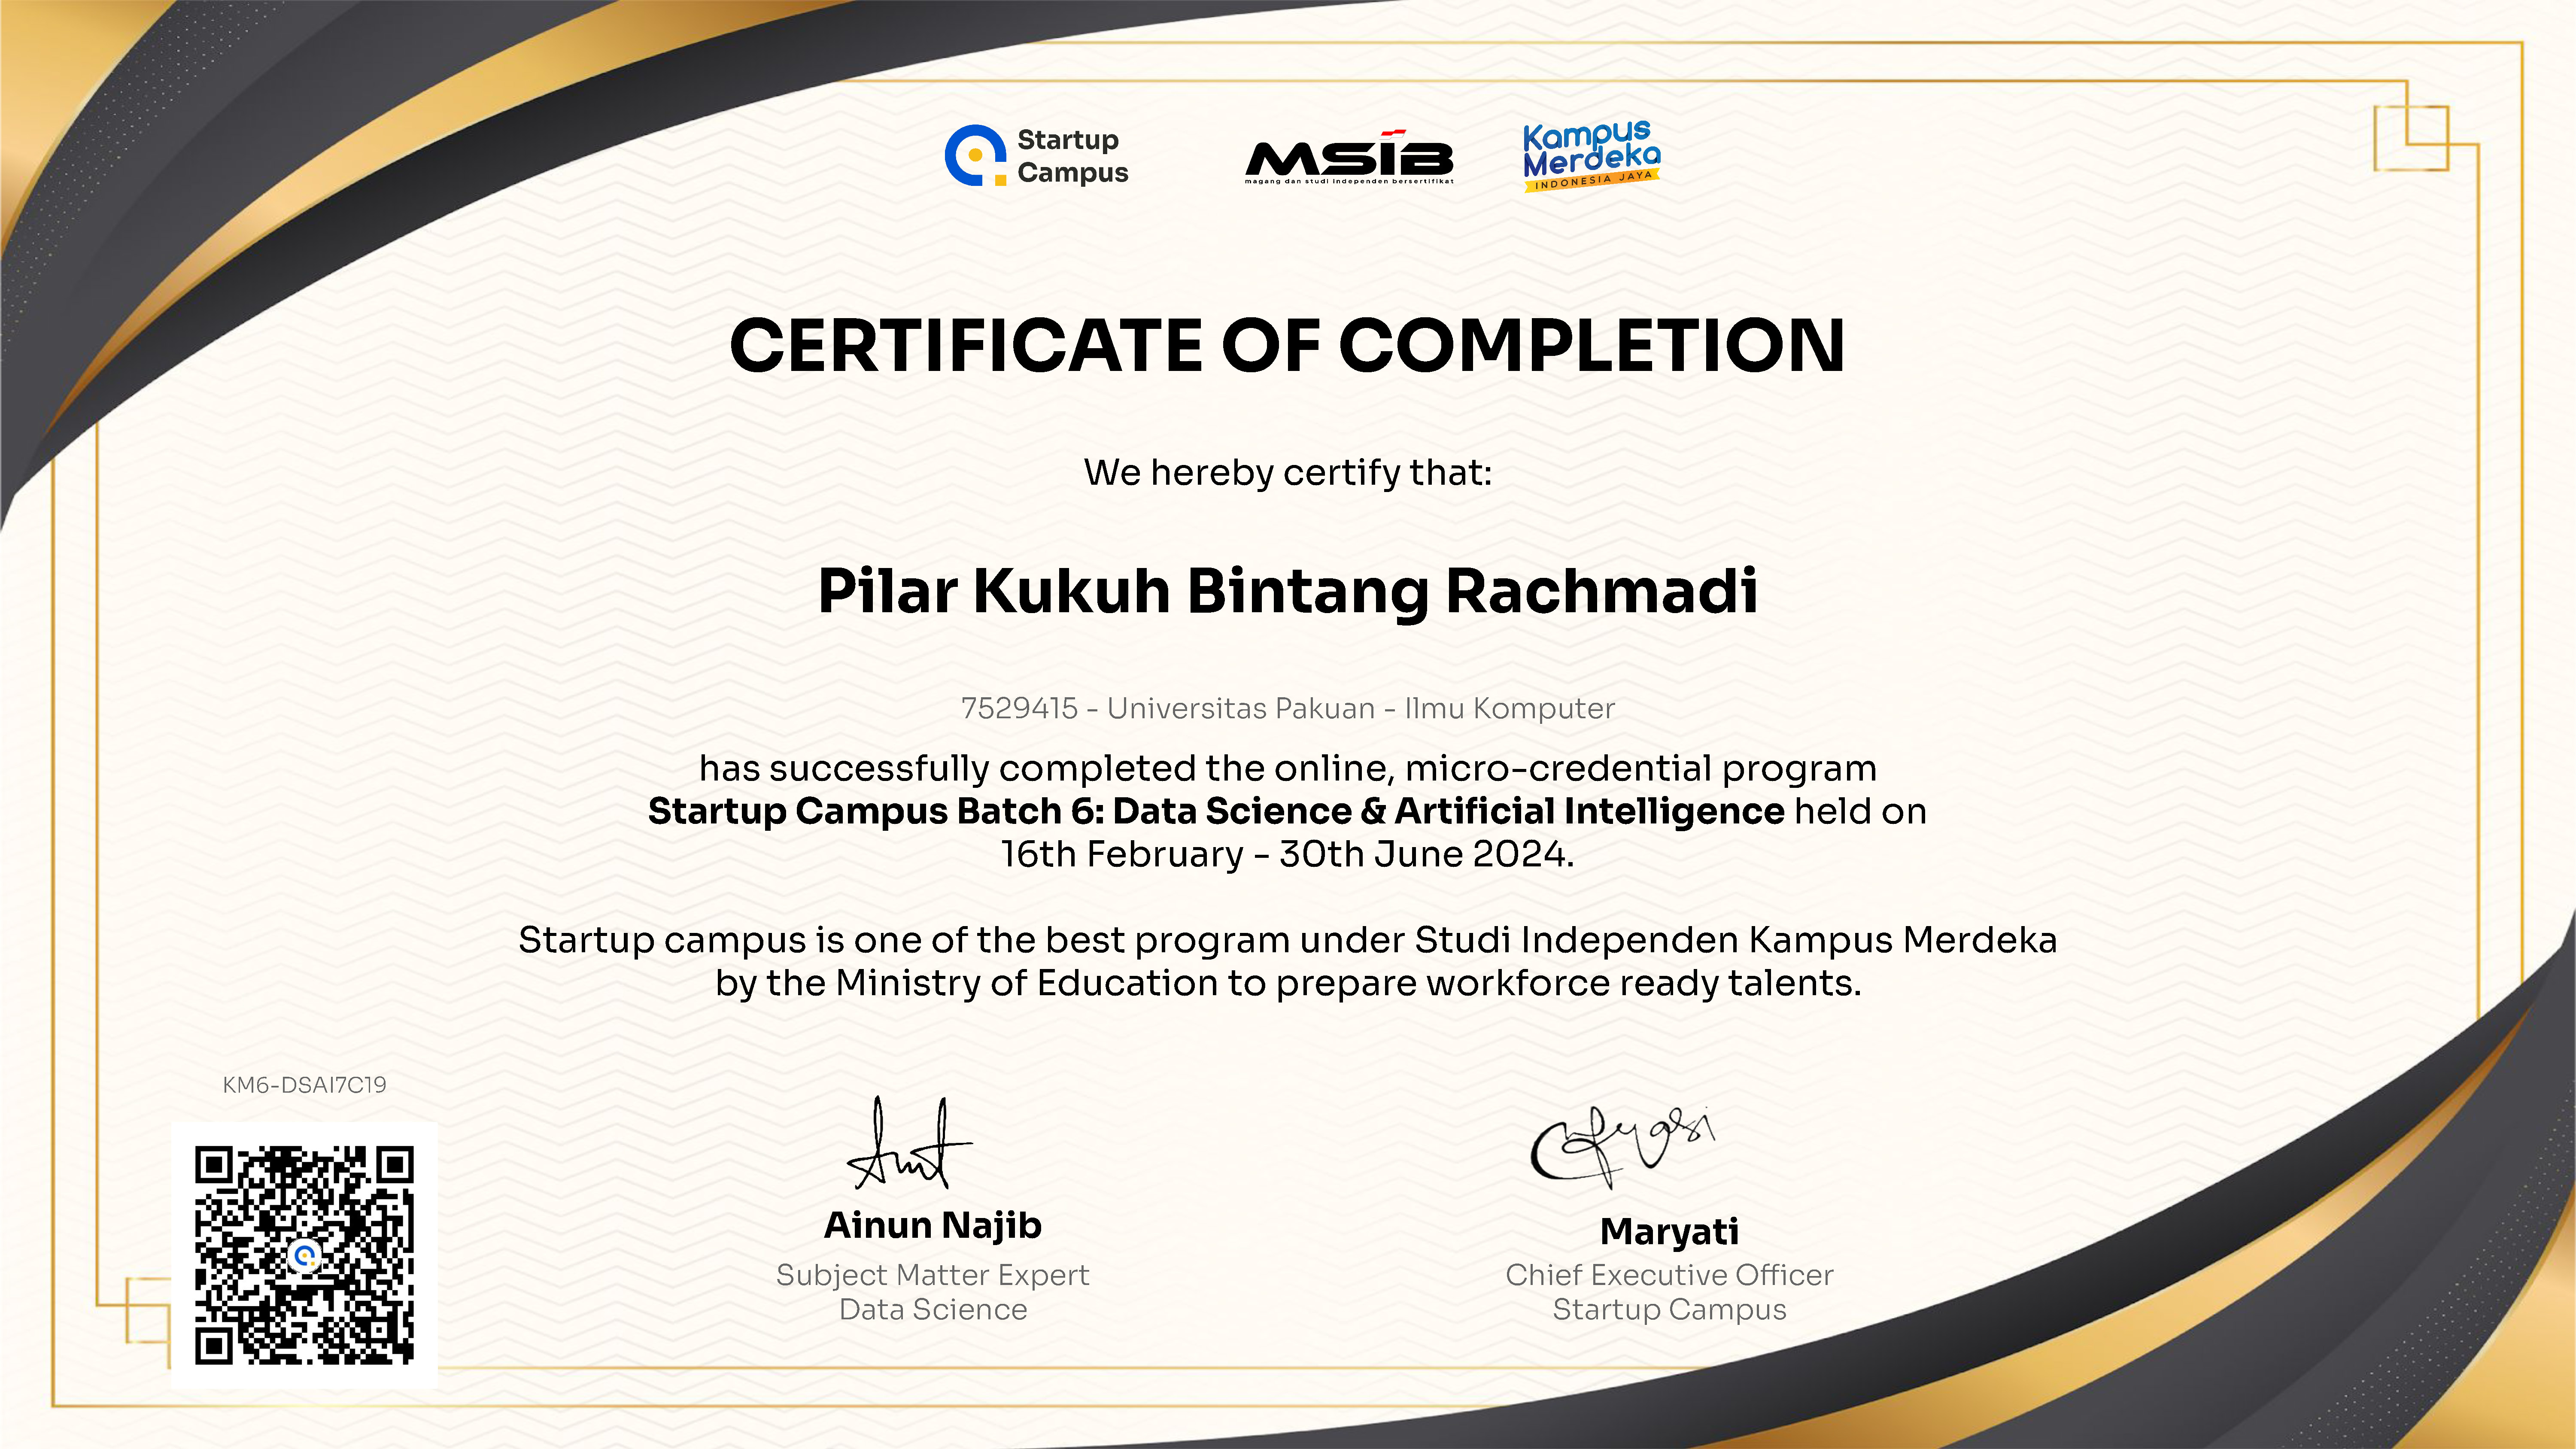 Startup
Campus
MSIB
magang dan studi independen bersertifikat
Kampus
Merdeka
INDONESIA JAYA
CERTIFICATE OF COMPLETION
We hereby certify that:
Pilar Kukuh Bintang Rachmadi
7529415 - Universitas Pakuan - Ilmu Komputer
has successfully completed the online, micro-credential program
Startup Campus Batch 6: Data Science & Artificial Intelligence held on
16th February - 30th June 2024.
Startup campus is one of the best program under Studi Independen Kampus Merdeka
by the Ministry of Education to prepare workforce ready talents.
KM6-DSAI7C19
Ainun Najib
Subject Matter Expert
Data Science
Maryati
Chief Executive Officer
Startup Campus